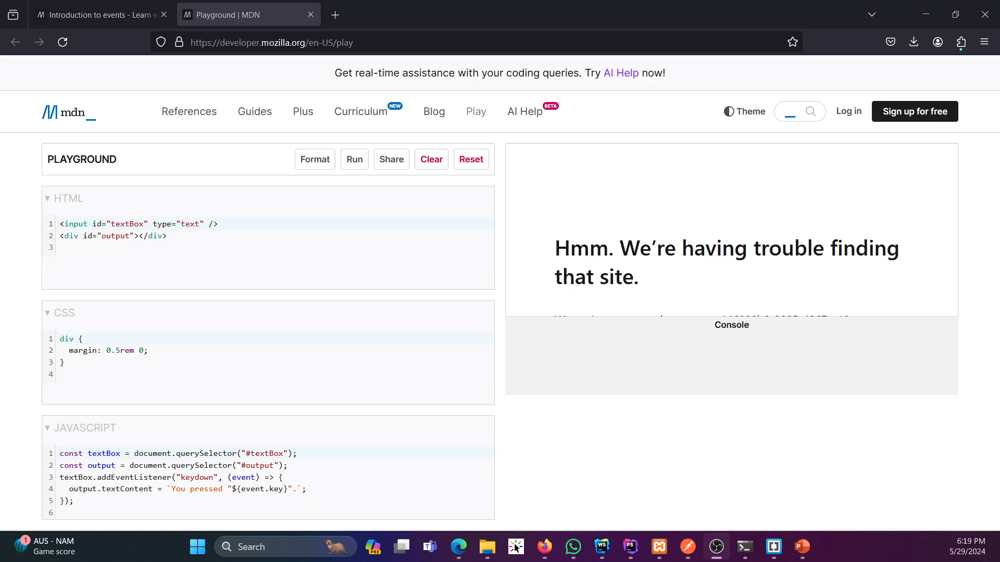 Introduction to events - Learn w
Playground | MDN
https://developer.mozilla.org/en-US/play
Get real-time assistance with your coding queries. Try AI Help now!
mdn_
References
Guides
Plus
Curriculum NEW
Blog
Play
AI Help BETA
Theme
Log in
Sign up for free
PLAYGROUND
Format
Run
Share
Clear
Reset
HTML
1 <input id="textBox" type="text" />
2 <div id="output"></div>
3
CSS
1 div {
2 margin: 0.5rem 0;
3 }
4
JAVASCRIPT
1 const textBox = document.querySelector("#textBox");
2 const output = document.querySelector("#output");
3 textBox.addEventListener("keydown", (event) => {
4 output.textContent = `You pressed "${event.key}".`;
5 });
6
Hmm. We’re having trouble finding
that site.
Console
1
AUS - NAM
Game score
Search
PRE
WS
PS
6:19 PM
5/29/2024